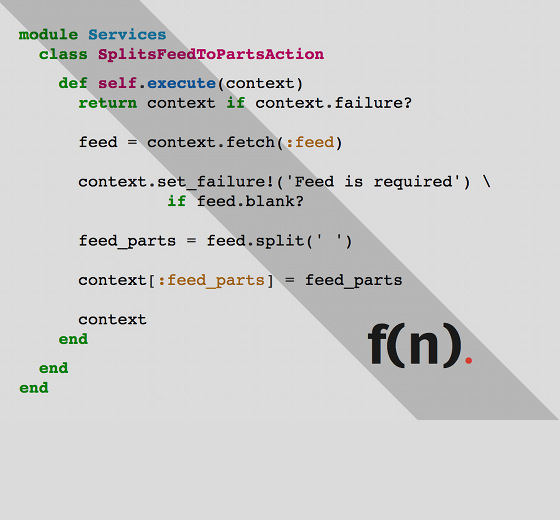 module Services
class SplitsFeedToPartsAction
def self.execute(context)
return context if context.failure?
feed = context.fetch(:feed)
context.set_failure!('Feed is required') \
if feed.blank?
feed_parts = feed.split(' ')
context[:feed_parts] = feed_parts
context
end
end
end
f(n).